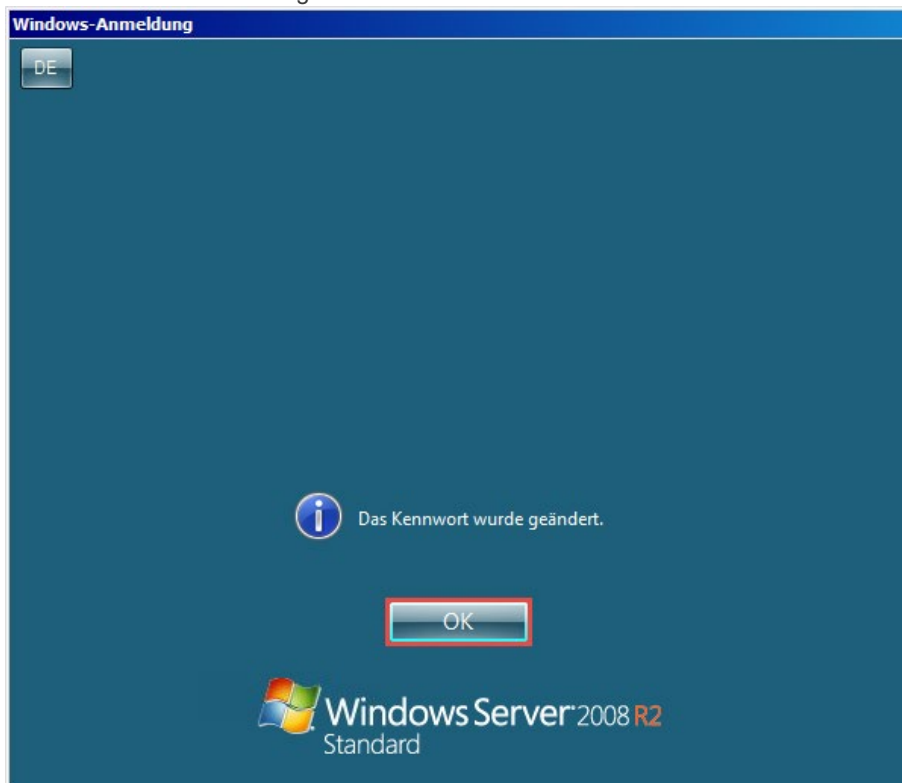 Windows-Anmeldung
DE
Das Kennwort wurde geändert.
OK
Windows Server 2008 R2
Standard